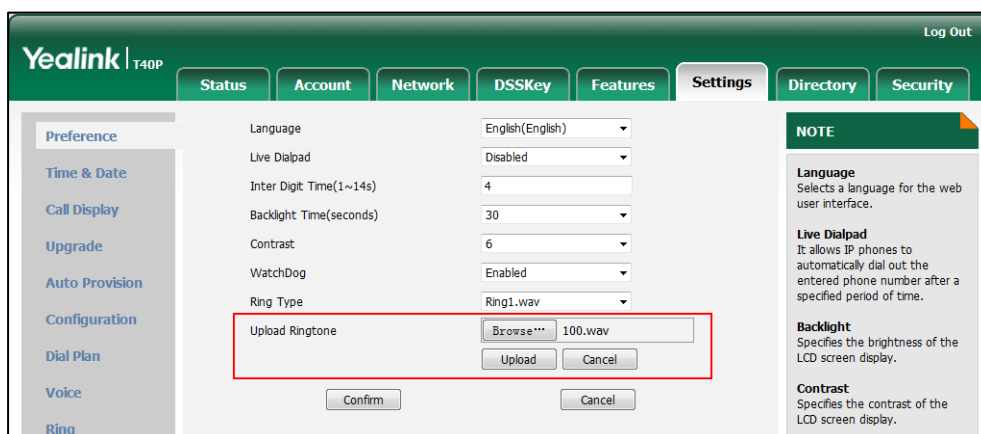 Log Out
Yealink | T40P
Status Account Network DSSKey Features Settings Directory Security
Preference
Time & Date
Call Display
Upgrade
Auto Provision
Configuration
Dial Plan
Voice
Ring
Language English(English)
Live Dialpad Disabled
Inter Digit Time(1~14s) 4
Backlight Time(seconds) 30
Contrast 6
WatchDog Enabled
Ring Type Ring1.wav
Upload Ringtone Browse··· 100.wav
Upload Cancel
Confirm Cancel
NOTE
Language
Selects a language for the web
user interface.
Live Dialpad
It allows IP phones to
automatically dial out the
entered phone number after a
specified period of time.
Backlight
Specifies the brightness of the
LCD screen display.
Contrast
Specifies the contrast of the
LCD screen display.